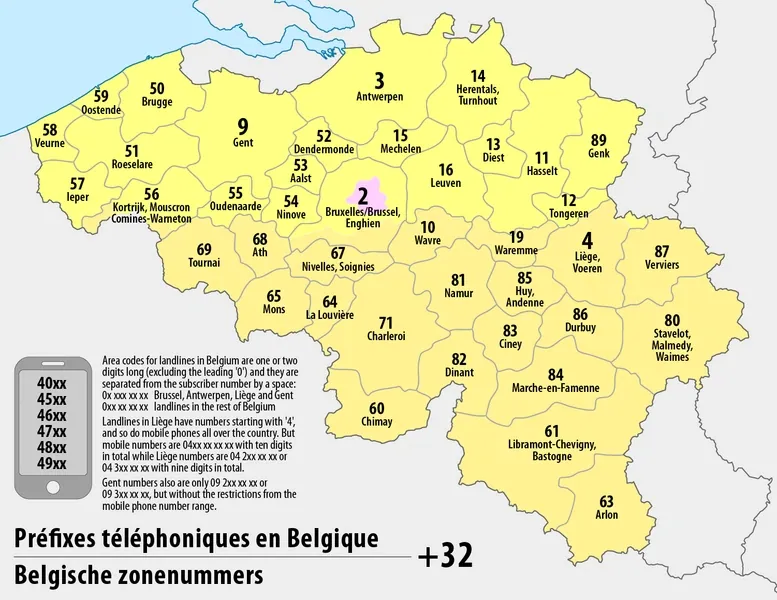 3
Antwerpen
14
Herentals,
Turnhout
50
Brugge
59
Oostende
58
Veurne
9
Gent
52
Dendermonde
15
Mechelen
13
Diest
11
Hasselt
89
Genk
51
Roeselare
53
Aalst
16
Leuven
57
Ieper
56
Kortrijk, Mouscron
Comines-Warneton
55
Oudenaarde
54
Ninove
2
Bruxelles/Brussel,
Enghien
12
Tongeren
10
Wavre
19
Waremme
4
Liège,
Voeren
87
Verviers
69
Tournai
68
Ath
67
Nivelles, Soignies
81
Namur
85
Huy,
Andenne
65
Mons
64
La Louvière
71
Charleroi
83
Ciney
86
Durbuy
80
Stavelot,
Malmedy,
Waimes
82
Dinant
84
Marche-en-Famenne
60
Chimay
61
Libramont-Chevigny,
Bastogne
63
Arlon
40xx
45xx
46xx
47xx
48xx
49xx
Area codes for landlines in Belgium are one or two
digits long (excluding the leading '0') and they are
separated from the subscriber number by a space:
0x xxx xx xx Brussel, Antwerpen, Liège and Gent
0xx xx xx xx landlines in the rest of Belgium
Landlines in Liège have numbers starting with '4',
and so do mobile phones all over the country. But
mobile numbers are 04xx xx xx xx with ten digits
in total while Liège numbers are 04 2xx xx xx or
04 3xx xx xx with nine digits in total.
Gent numbers also are only 09 2xx xx xx or
09 3xx xx xx, but without the restrictions from the
mobile phone number range.
Préfixes téléphoniques en Belgique
+32
Belgische zonenummers